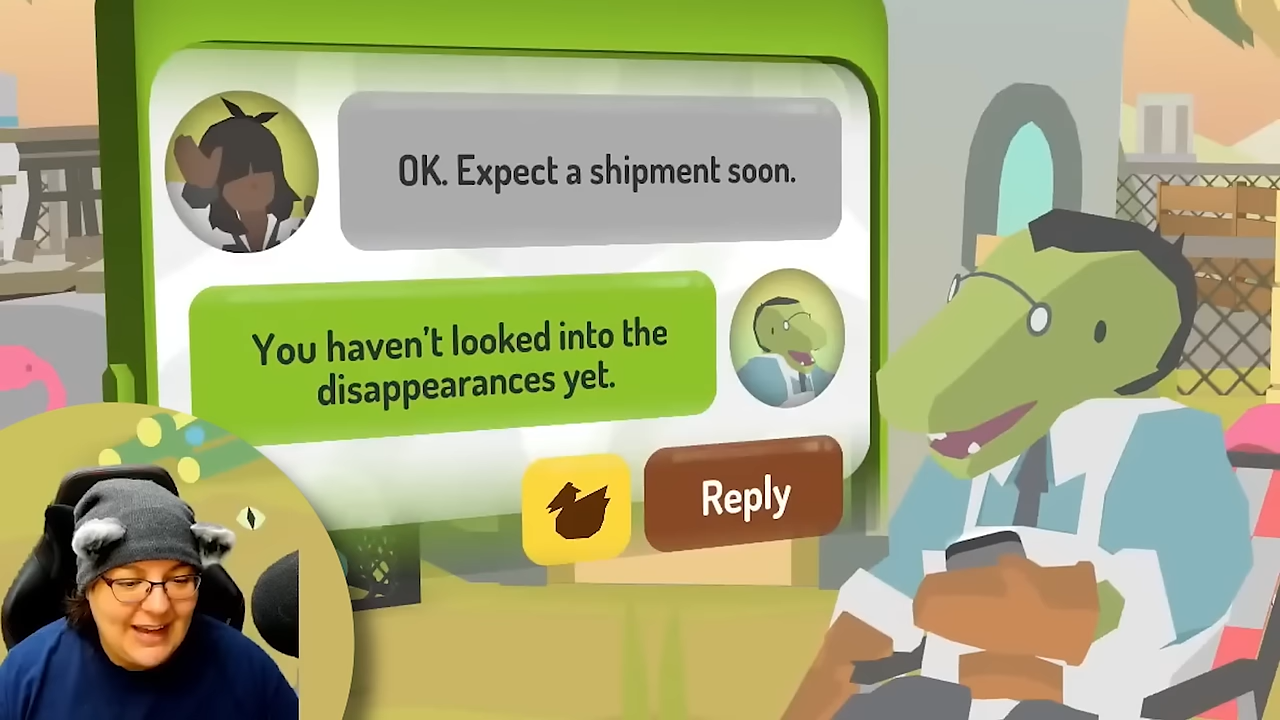 OK. Expect a shipment soon.
You haven't looked into the
disappearances yet.
Reply